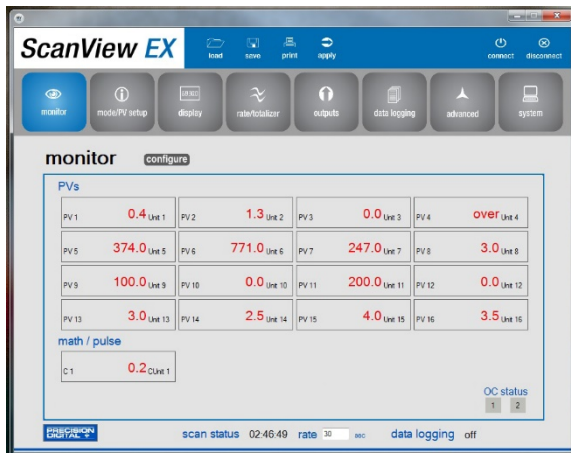 ScanView EX
load save print apply connect disconnect
monitor mode/PV setup display rate/totalizer outputs data logging advanced system
monitor configure
PVs
PV 1 0.4 Unit 1 PV 2 1.3 Unit 2 PV 3 0.0 Unit 3 PV 4 over Unit 4
PV 5 374.0 Unit 5 PV 6 771.0 Unit 6 PV 7 247.0 Unit 7 PV 8 3.0 Unit 8
PV 9 100.0 Unit 9 PV 10 0.0 Unit 10 PV 11 200.0 Unit 11 PV 12 0.0 Unit 12
PV 13 3.0 Unit 13 PV 14 2.5 Unit 14 PV 15 4.0 Unit 15 PV 16 3.5 Unit 16
math / pulse
C 1 0.2 CUnit 1
OC status
1 2
PRECISION
DIGITAL
scan status 02:46:49 rate 30 sec data logging off